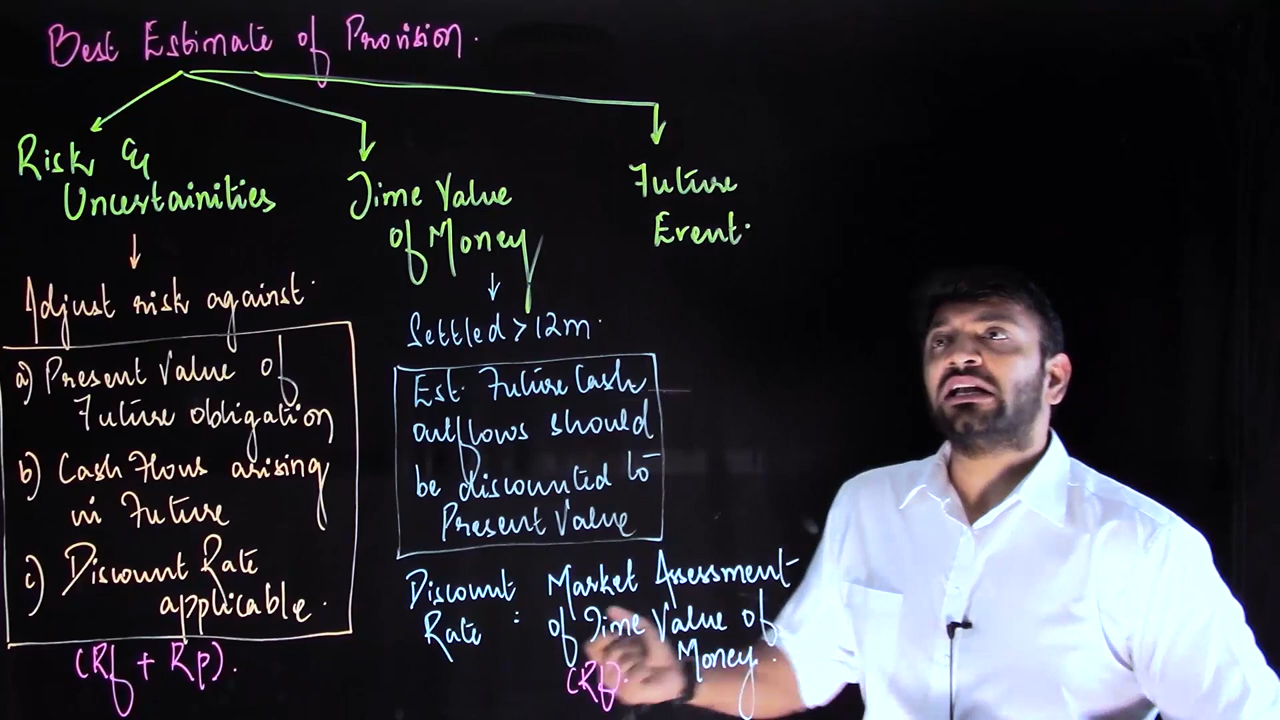 Best Estimate of Provision.
Risk &
Uncertainities
Adjust risk against
a) Present Value of
Future obligation
b) Cash Flows arising
in Future
c) Discount Rate
applicable.
(Rf + Rp).
Time Value
of Money
Settled > 12m.
Est. Future Cash
outflows should
be discounted to
Present Value
Discount Rate : Market Assessment
of Time Value of
Money.
(Rf).
Future
Event.